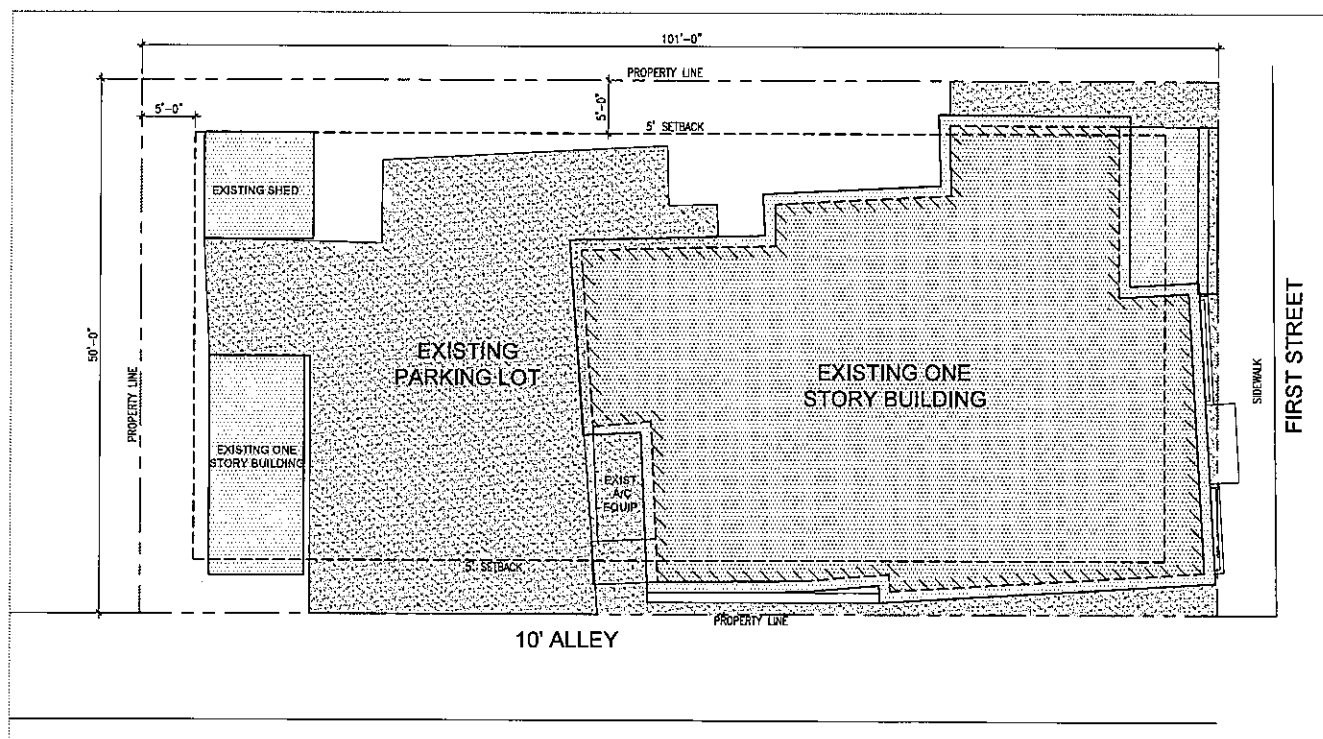 101'-0"
PROPERTY LINE
5'-0"
5'-0"
5' SETBACK
EXISTING SHED
50'-0"
PROPERTY LINE
EXISTING
PARKING LOT
EXISTING ONE
STORY BUILDING
SIDEWALK
FIRST STREET
EXISTING ONE
STORY BUILDING
EXIST.
A/C
EQUIP.
5' SETBACK
PROPERTY LINE
10' ALLEY